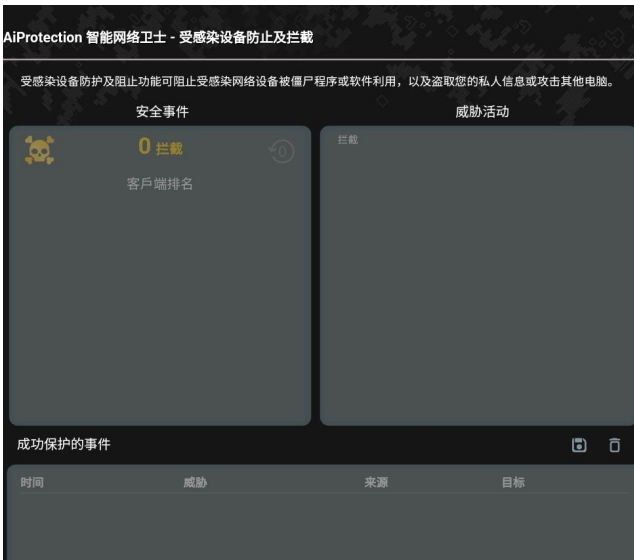 AiProtection 智能网络卫士 - 受感染设备防止及拦截
受感染设备防护及阻止功能可阻止受感染网络设备被僵尸程序或软件利用，以及盗取您的私人信息或攻击其他电脑。
安全事件
威胁活动
0 拦截
0
客戶端排名
拦截
成功保护的事件
时间 威胁 来源 目标